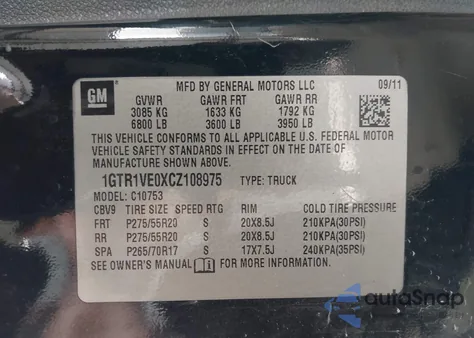 GM
MFD BY GENERAL MOTORS LLC 09/11
GVWR GAWR FRT GAWR RR
3085 KG 1633 KG 1792 KG
6800 LB 3600 LB 3950 LB
THIS VEHICLE CONFORMS TO ALL APPLICABLE U.S. FEDERAL MOTOR
VEHICLE SAFETY STANDARDS IN EFFECT ON THE DATE OF
MANUFACTURE SHOWN ABOVE.
1GTR1VE0XCZ108975 TYPE: TRUCK
MODEL: C10753
CBV9 TIRE SIZE SPEED RTG RIM COLD TIRE PRESSURE
FRT P275/55R20 S 20X8.5J 210KPA(30PSI)
RR P275/55R20 S 20X8.5J 210KPA(30PSI)
SPA P265/70R17 S 17X7.5J 240KPA(35PSI)
SEE OWNER'S MANUAL FOR MORE INFORMATION.
autoSnap